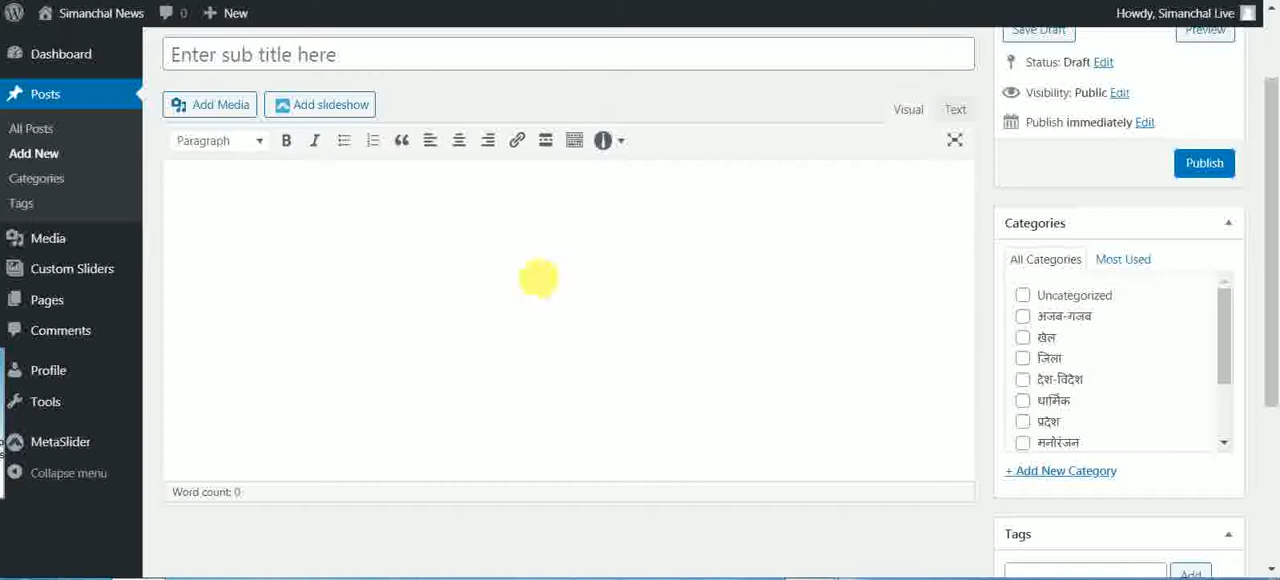 Simanchal News 0 New Howdy, Simanchal Live
Dashboard
Posts
All Posts
Add New
Categories
Tags
Media
Custom Sliders
Pages
Comments
Profile
Tools
MetaSlider
Collapse menu
Enter sub title here
Add Media Add slideshow
Visual Text
Paragraph
Word count: 0
Save Draft Preview
Status: Draft Edit
Visibility: Public Edit
Publish immediately Edit
Publish
Categories
All Categories Most Used
Uncategorized
अजब-गजब
खेल
जिला
देश-विदेश
धार्मिक
प्रदेश
मनोरंजन
+ Add New Category
Tags
Add